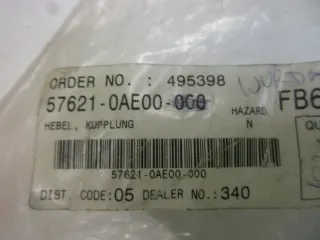 ORDER NO. : 495398
57621-0AE00-000
HAZARD FB6
HEBEL, KUPPLUNG N
QU
57621-0AE00-000
DIST. CODE:05 DEALER NO.:340